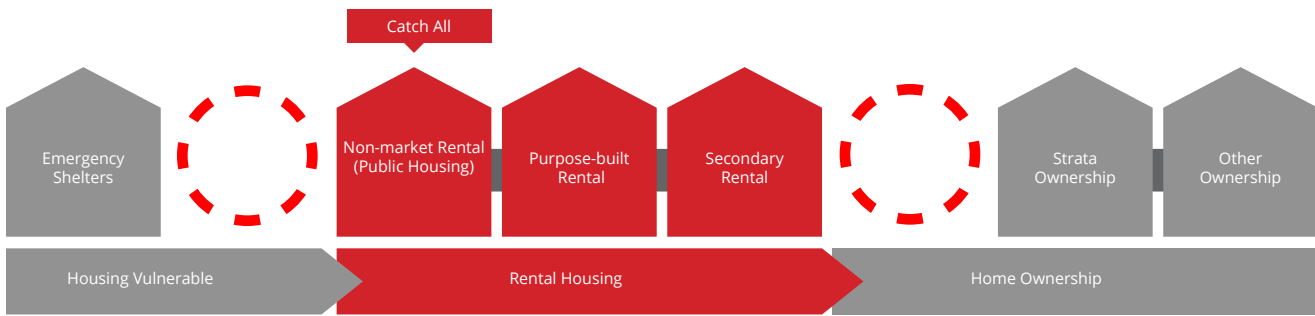 Catch All
Emergency
Shelters
Non-market Rental
(Public Housing)
Purpose-built
Rental
Secondary
Rental
Strata
Ownership
Other
Ownership
Housing Vulnerable
Rental Housing
Home Ownership